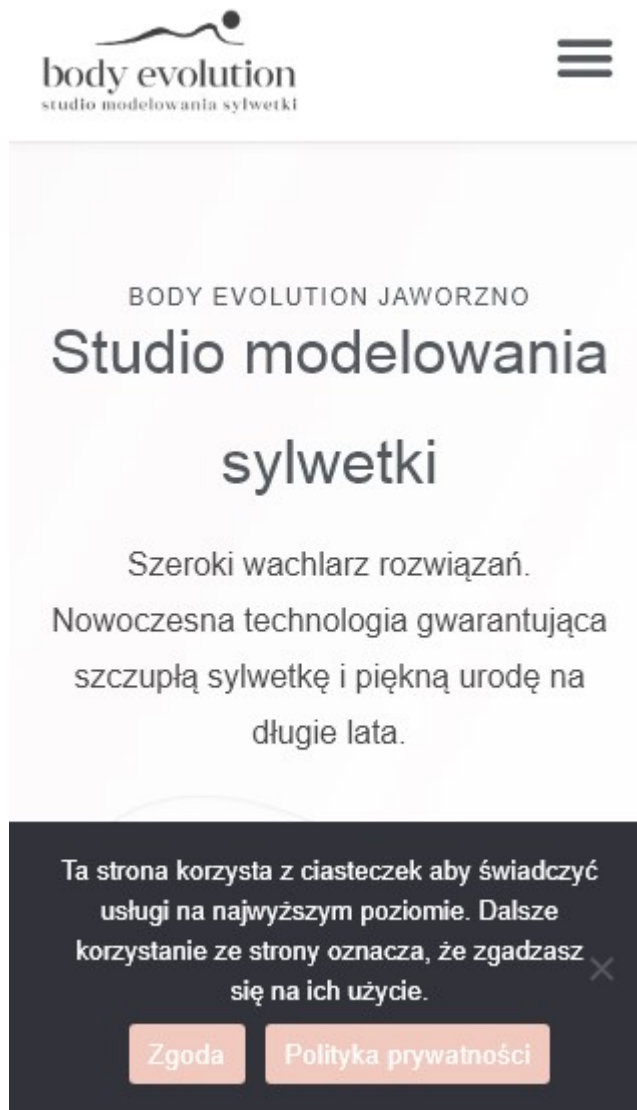 body evolution
studio modelowania sylwetki
BODY EVOLUTION JAWORZNO
Studio modelowania
sylwetki
Szeroki wachlarz rozwiązań.
Nowoczesna technologia gwarantująca
szczupłą sylwetkę i piękną urodę na
długie lata.
Ta strona korzysta z ciasteczek aby świadczyć
usługi na najwyższym poziomie. Dalsze
korzystanie ze strony oznacza, że zgadzasz
się na ich użycie.
Zgoda Polityka prywatności